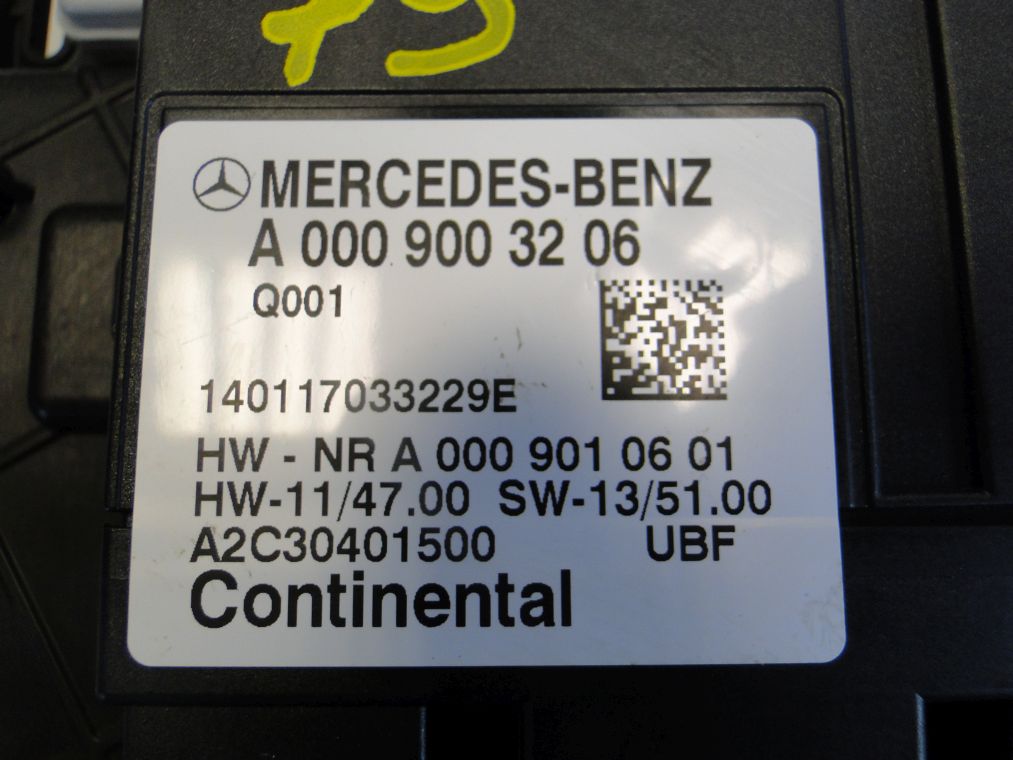 MERCEDES-BENZ
A 000 900 32 06
Q001
140117033229E
HW - NR A 000 901 06 01
HW-11/47.00 SW-13/51.00
A2C30401500 UBF
Continental